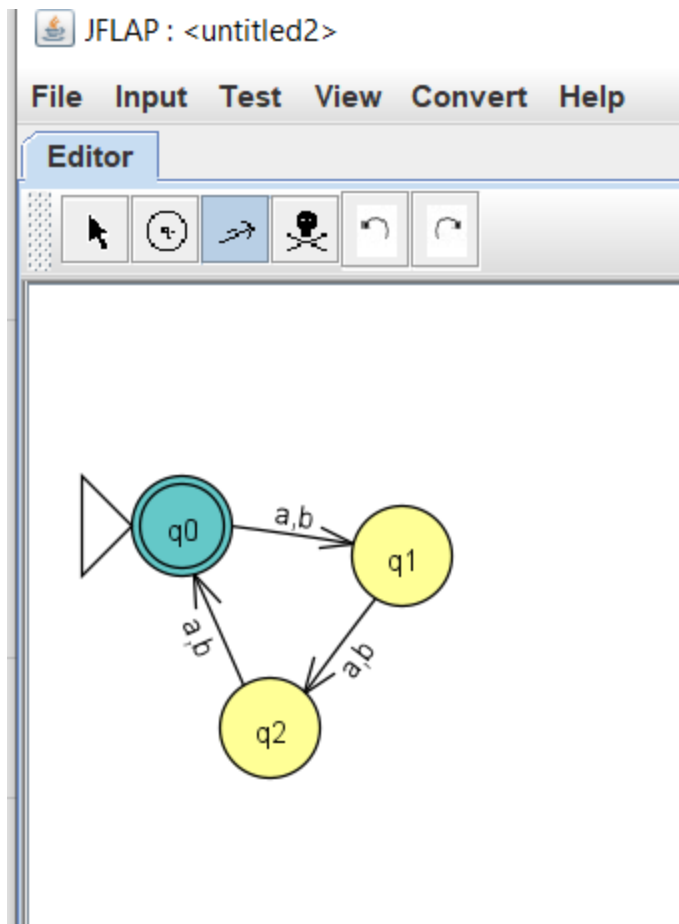 JFLAP : <untitled2>
File Input Test View Convert Help
Editor
q
q0
a,b
q1
a,b
a,b
q2